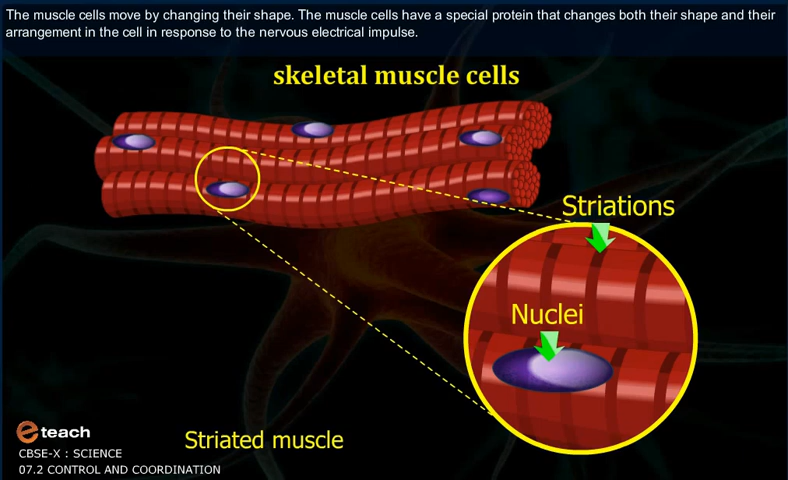 The muscle cells move by changing their shape. The muscle cells have a special protein that changes both their shape and their
arrangement in the cell in response to the nervous electrical impulse.
skeletal muscle cells
Striations
Nuclei
Striated muscle
e teach
CBSE-X : SCIENCE
07.2 CONTROL AND COORDINATION